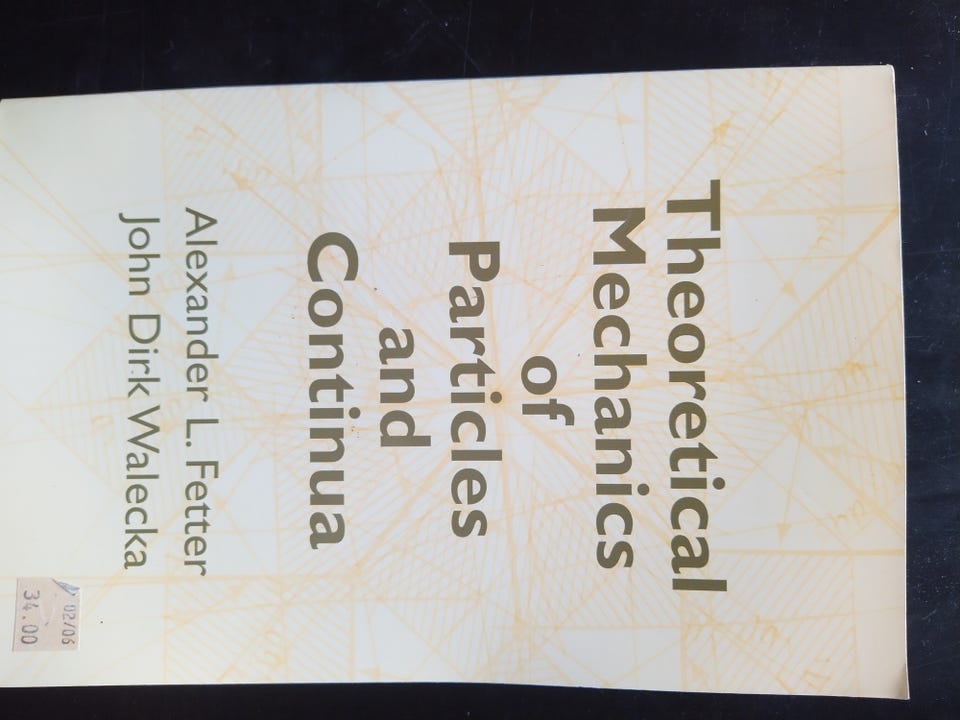 Theoretical
Mechanics
of
Particles
and
Continua
Alexander L. Fetter
John Dirk Walecka
02/06
34.00